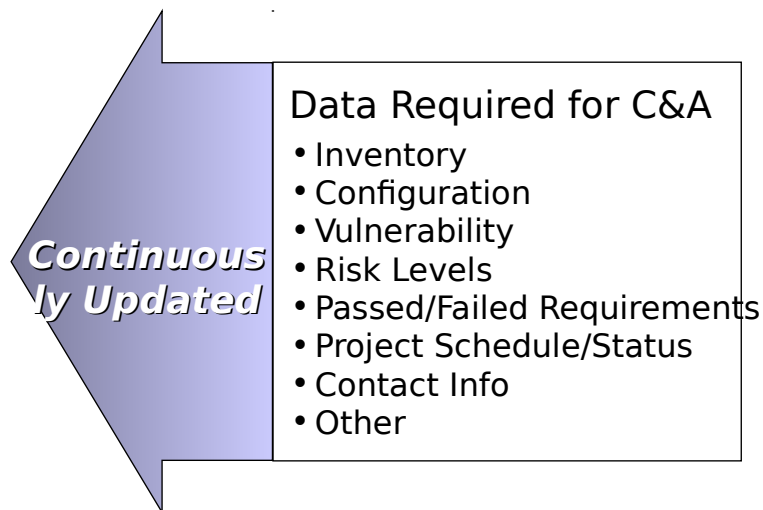 Data Required for C&A
• Inventory
• Configuration
• Vulnerability
• Risk Levels
• Passed/Failed Requirements
• Project Schedule/Status
• Contact Info
• Other
Continuous
ly Updated